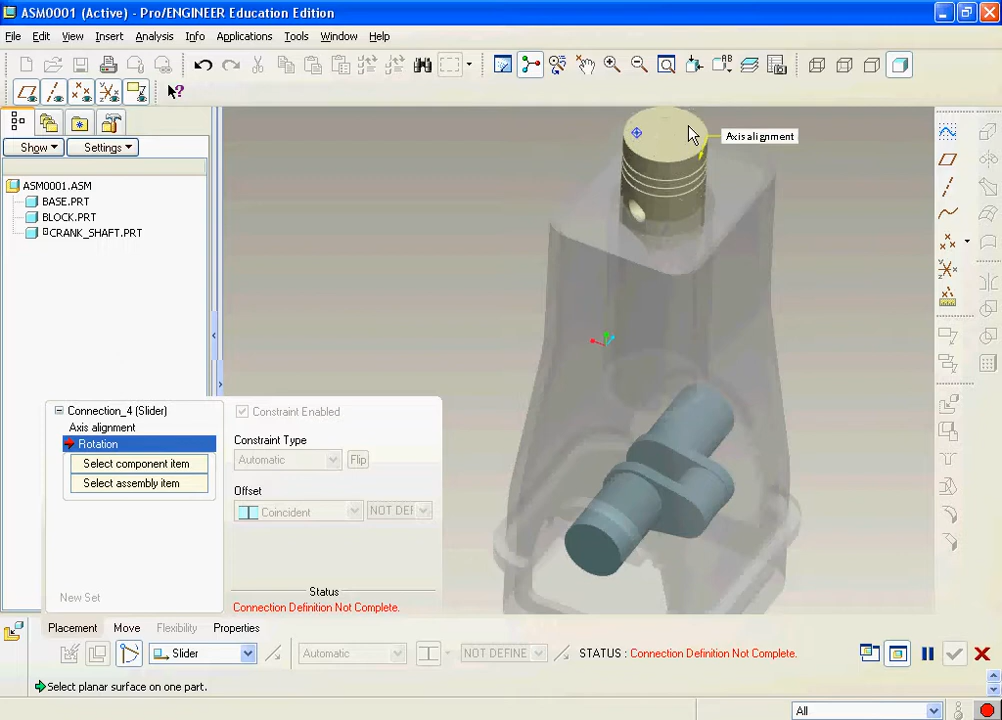 ASM0001 (Active) - Pro/ENGINEER Education Edition
File Edit View Insert Analysis Info Applications Tools Window Help
Show Settings
ASM0001.ASM
BASE.PRT
BLOCK.PRT
CRANK_SHAFT.PRT
Axis alignment
Connection_4 (Slider)
Axis alignment
Rotation
Select component item
Select assembly item
New Set
Constraint Enabled
Constraint Type
Automatic Flip
Offset
Coincident NOT DEF
Status
Connection Definition Not Complete.
Placement Move Flexibility Properties
Slider Automatic NOT DEFINE STATUS : Connection Definition Not Complete.
Select planar surface on one part.
All